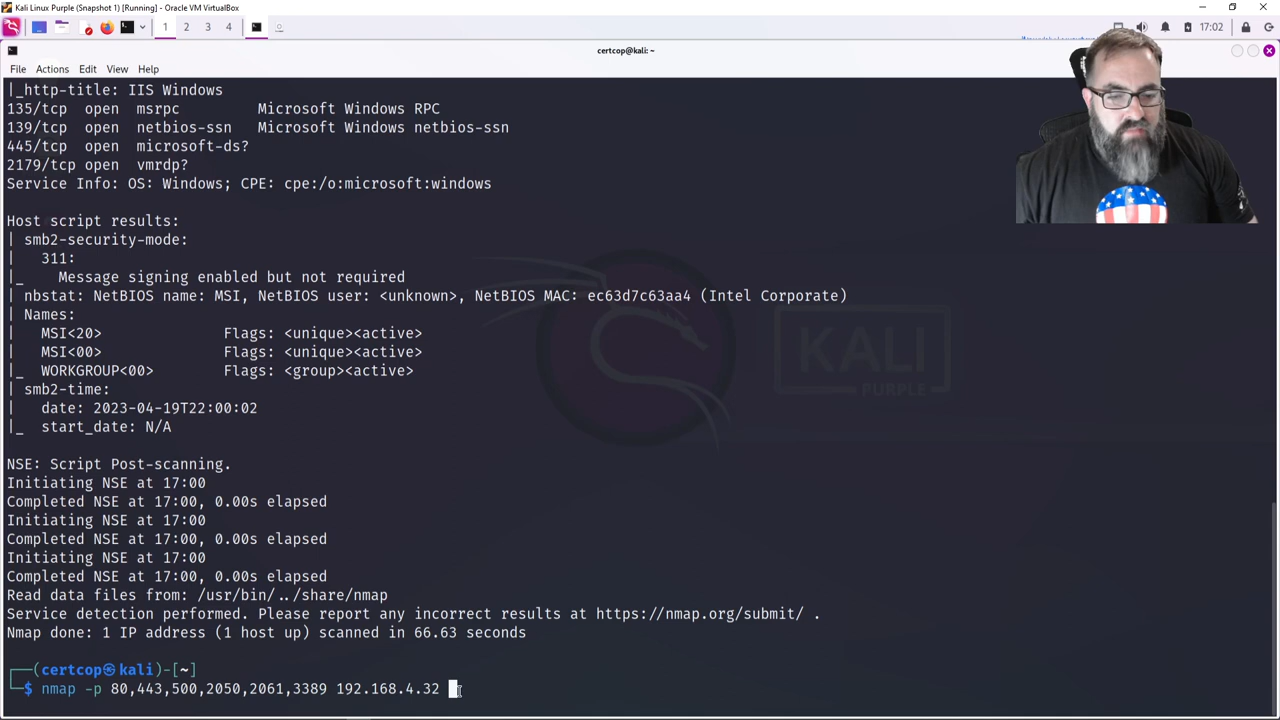 Kali Linux Purple (Snapshot 1) [Running] - Oracle VM VirtualBox
1 2 3 4 17:02
certcop@kali: ~
File Actions Edit View Help
|_http-title: IIS Windows
135/tcp open msrpc Microsoft Windows RPC
139/tcp open netbios-ssn Microsoft Windows netbios-ssn
445/tcp open microsoft-ds?
2179/tcp open vmrdp?
Service Info: OS: Windows; CPE: cpe:/o:microsoft:windows
Host script results:
| smb2-security-mode:
| 311:
|_ Message signing enabled but not required
| nbstat: NetBIOS name: MSI, NetBIOS user: <unknown>, NetBIOS MAC: ec63d7c63aa4 (Intel Corporate)
| Names:
| MSI<20> Flags: <unique><active>
| MSI<00> Flags: <unique><active>
|_ WORKGROUP<00> Flags: <group><active>
| smb2-time:
| date: 2023-04-19T22:00:02
|_ start_date: N/A
NSE: Script Post-scanning.
Initiating NSE at 17:00
Completed NSE at 17:00, 0.00s elapsed
Initiating NSE at 17:00
Completed NSE at 17:00, 0.00s elapsed
Initiating NSE at 17:00
Completed NSE at 17:00, 0.00s elapsed
Read data files from: /usr/bin/../share/nmap
Service detection performed. Please report any incorrect results at https://nmap.org/submit/ .
Nmap done: 1 IP address (1 host up) scanned in 66.63 seconds
┌──(certcop㉿kali)-[~]
└─$ nmap -p 80,443,500,2050,2061,3389 192.168.4.32
KALI
PURPLE